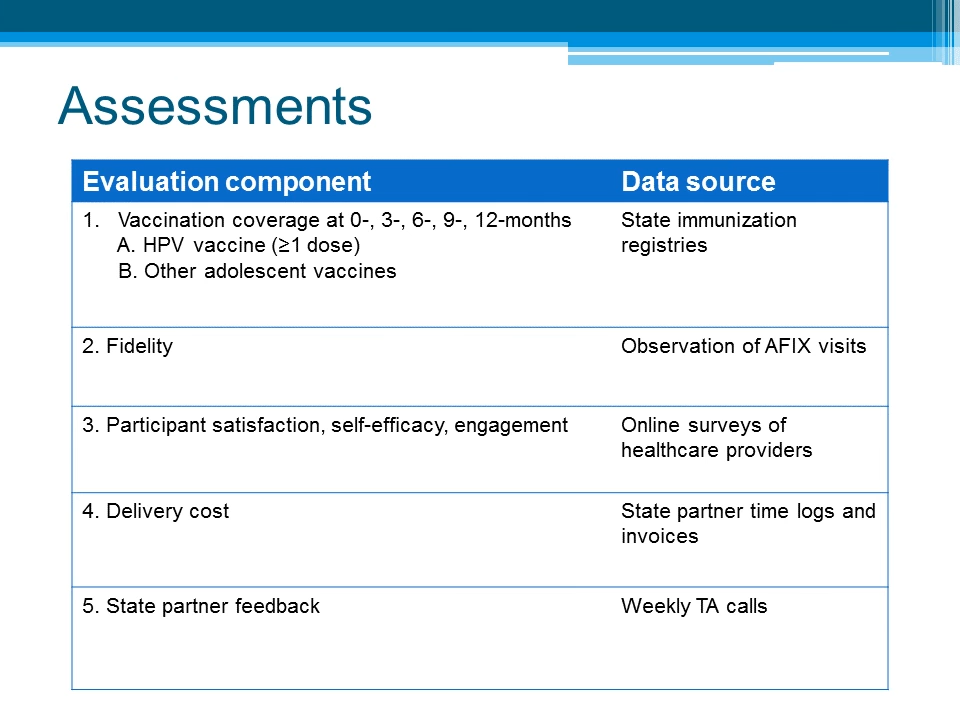 Assessments
Evaluation component Data source
1. Vaccination coverage at 0-, 3-, 6-, 9-, 12-months State immunization
A. HPV vaccine (≥1 dose) registries
B. Other adolescent vaccines
2. Fidelity Observation of AFIX visits
3. Participant satisfaction, self-efficacy, engagement Online surveys of
healthcare providers
4. Delivery cost State partner time logs and
invoices
5. State partner feedback Weekly TA calls